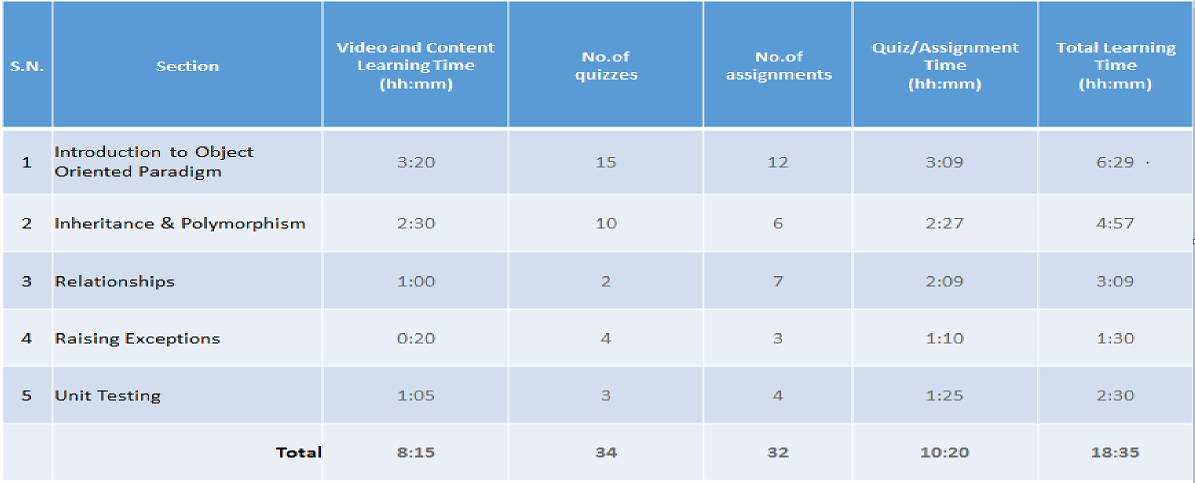 S.N. Section Video and Content Learning Time (hh:mm) No.of quizzes No.of assignments Quiz/Assignment Time (hh:mm) Total Learning Time (hh:mm)
1 Introduction to Object Oriented Paradigm 3:20 15 12 3:09 6:29
2 Inheritance & Polymorphism 2:30 10 6 2:27 4:57
3 Relationships 1:00 2 7 2:09 3:09
4 Raising Exceptions 0:20 4 3 1:10 1:30
5 Unit Testing 1:05 3 4 1:25 2:30
Total 8:15 34 32 10:20 18:35